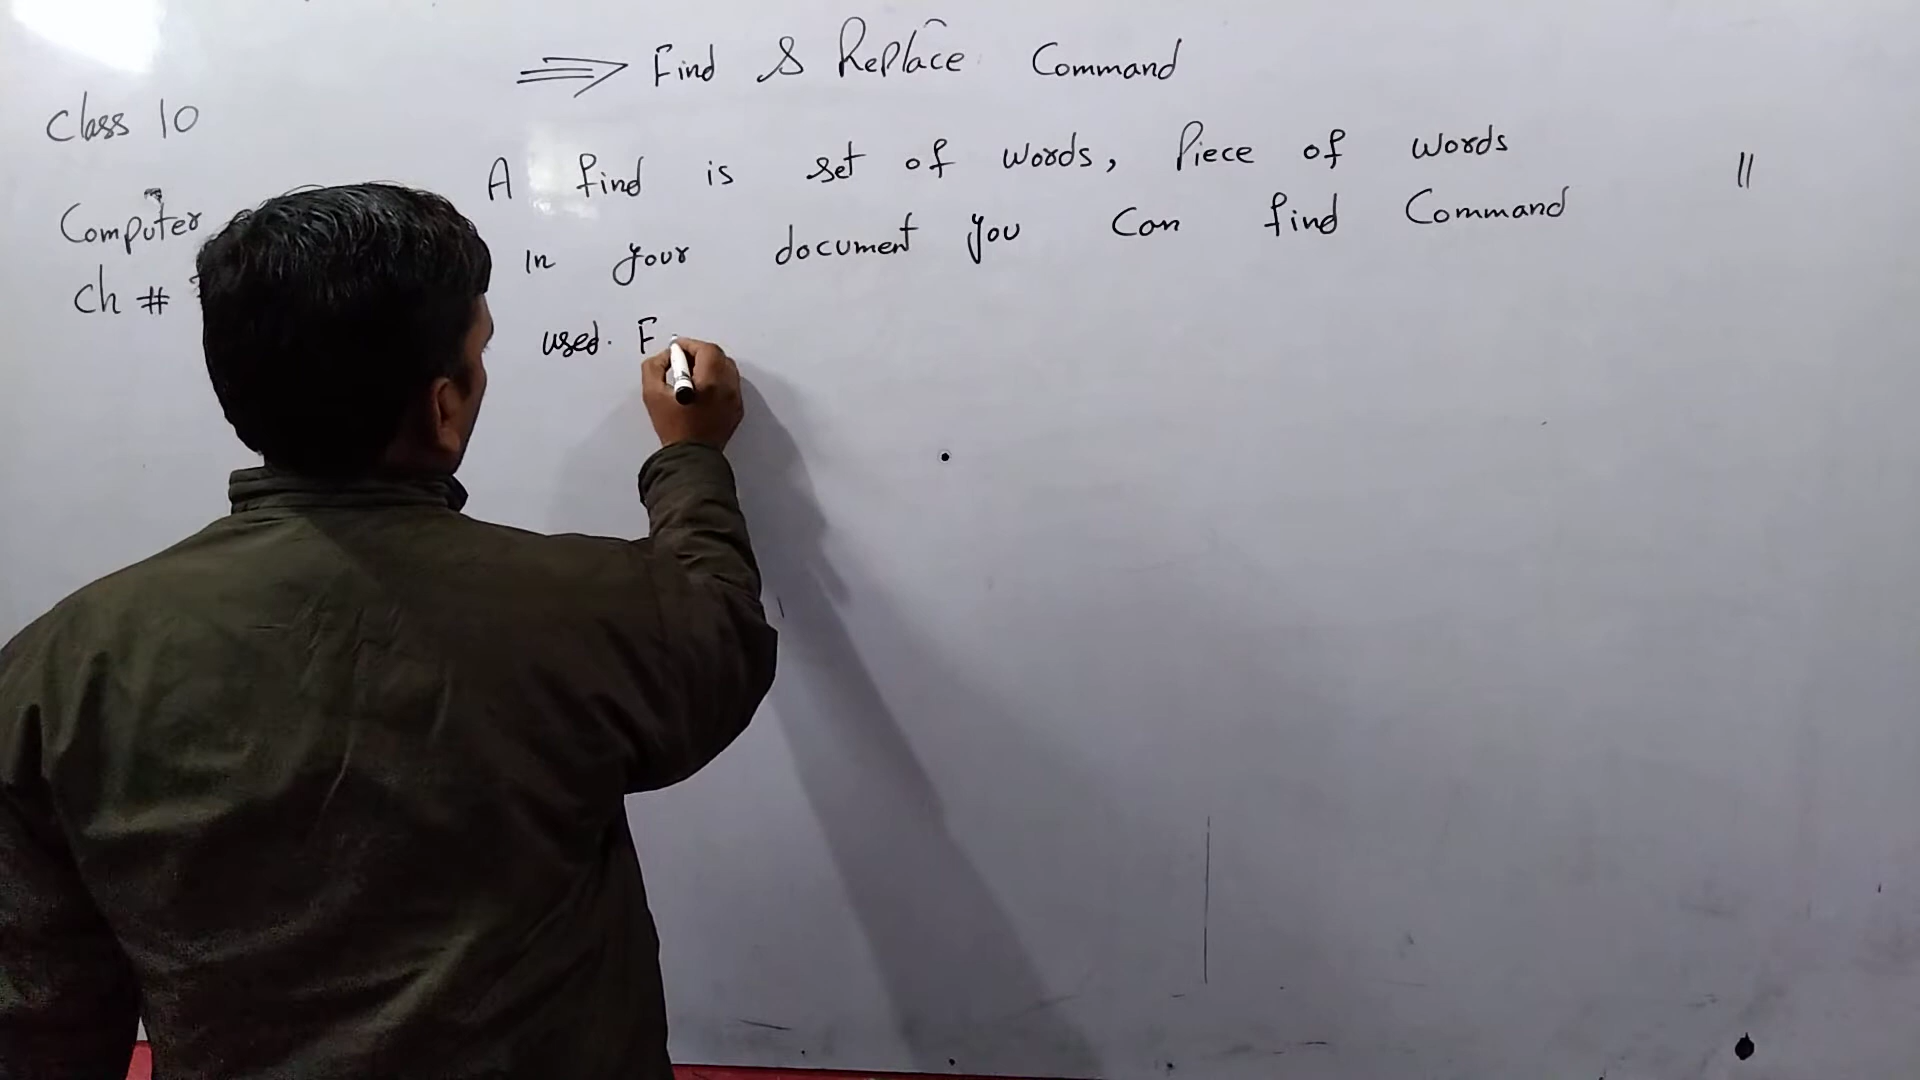 ⇒ Find & Replace Command
Class 10
Computer
Ch #
A find is set of words, Piece of words
In your document you can find Command
used. F